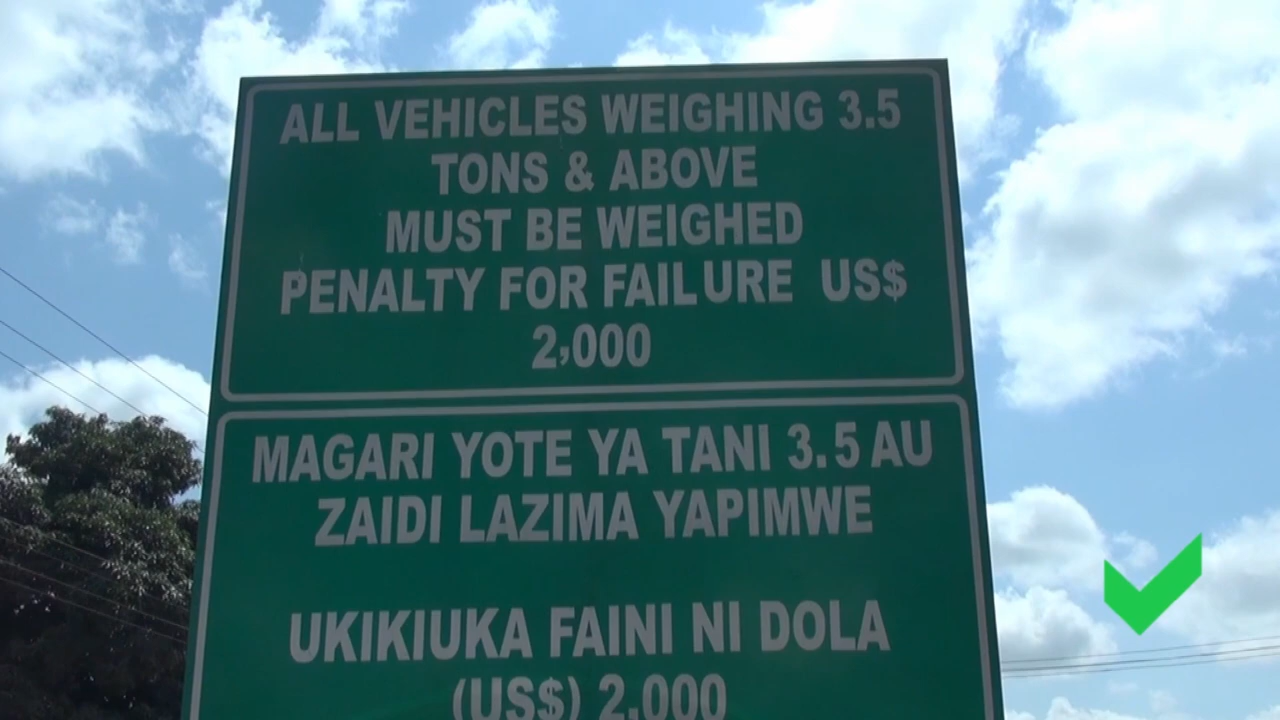 ALL VEHICLES WEIGHING 3.5
TONS & ABOVE
MUST BE WEIGHED
PENALTY FOR FAILURE US$
2,000
MAGARI YOTE YA TANI 3.5 AU
ZAIDI LAZIMA YAPIMWE
UKIKIUKA FAINI NI DOLA
(US$) 2,000